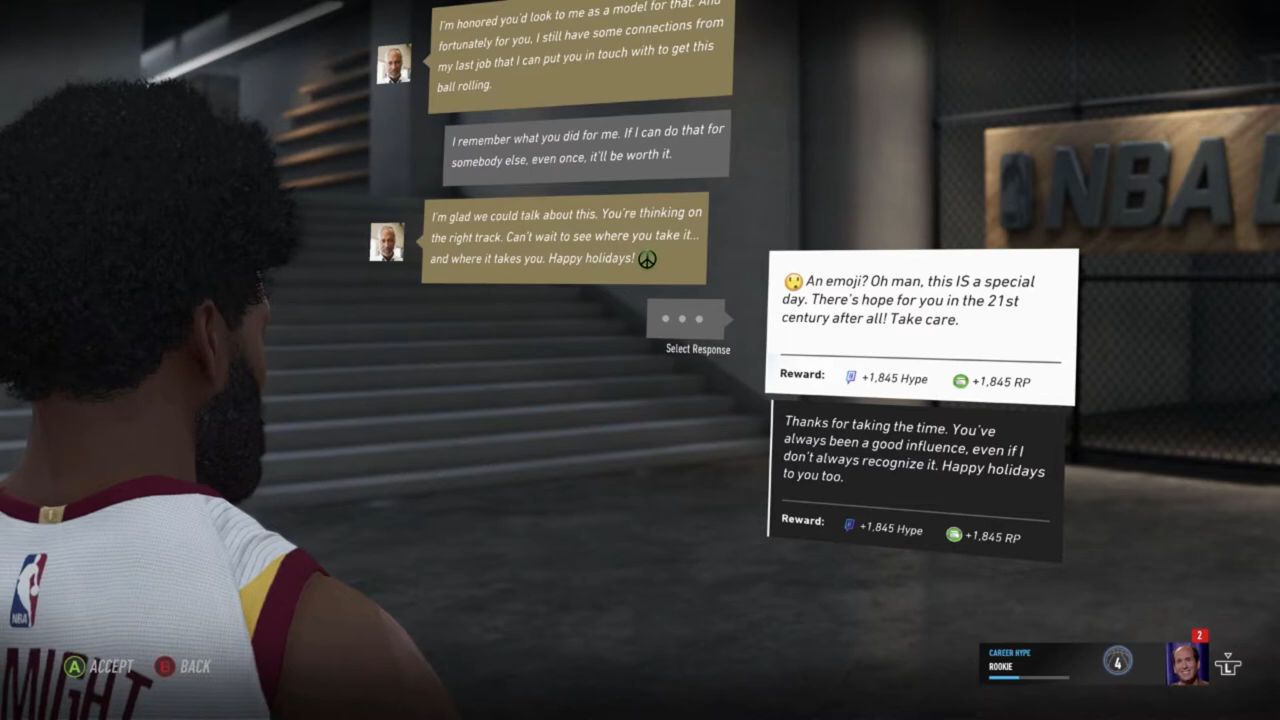 I'm honored you'd look to me as a model for that. And
fortunately for you, I still have some connections from
my last job that I can put you in touch with to get this
ball rolling.
I remember what you did for me. If I can do that for
somebody else, even once, it'll be worth it.
I'm glad we could talk about this. You're thinking on
the right track. Can't wait to see where you take it...
and where it takes you. Happy holidays!
Select Response
An emoji? Oh man, this IS a special
day. There's hope for you in the 21st
century after all! Take care.
Reward: +1,845 Hype +1,845 RP
Thanks for taking the time. You've
always been a good influence, even if I
don't always recognize it. Happy holidays
to you too.
Reward: +1,845 Hype +1,845 RP
NBA E
NBA
MIGHT
A ACCEPT B BACK
CAREER HYPE
ROOKIE
4
2
L